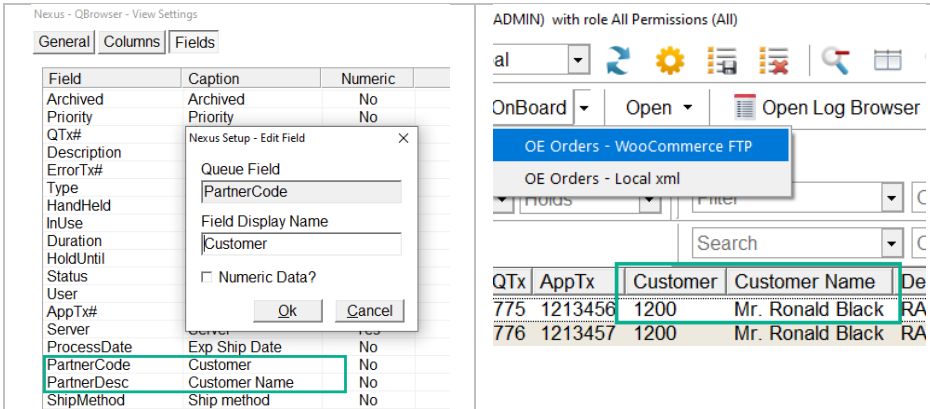 Nexus - QBrowser - View Settings
General Columns Fields
Field Caption Numeric
Archived Archived No
Priority Priority No
QTx#
Description
ErrorTx#
Type
HandHeld
InUse
Duration
HoldUntil
Status
User
AppTx#
Server Server Yes
ProcessDate Exp Ship Date No
PartnerCode Customer No
PartnerDesc Customer Name No
ShipMethod Ship method No
Nexus Setup - Edit Field
Queue Field
PartnerCode
Field Display Name
Customer
Numeric Data?
Ok Cancel
ADMIN) with role All Permissions (All)
al
OnBoard Open Open Log Browser
OE Orders - WooCommerce FTP
OE Orders - Local xml
Holds Filter
Search
QTx AppTx Customer Customer Name De
775 1213456 1200 Mr. Ronald Black RA
776 1213457 1200 Mr. Ronald Black RA